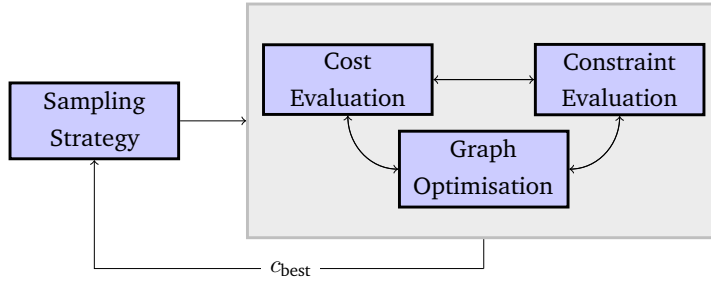 Sampling
Strategy
Cost
Evaluation
Constraint
Evaluation
Graph
Optimisation
c_best